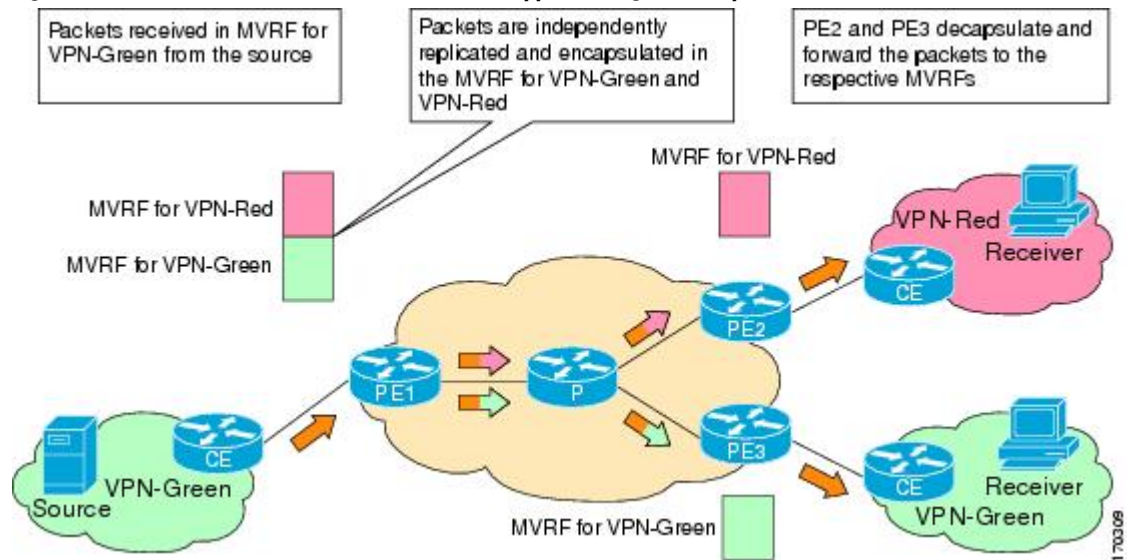 Packets received in MVRF for
VPN-Green from the source
Packets are independently
replicated and encapsulated in
the MVRF for VPN-Green and
VPN-Red
PE2 and PE3 decapsulate and
forward the packets to the
respective MVRFs
MVRF for VPN-Red
MVRF for VPN-Red
MVRF for VPN-Green
VPN-Red
Receiver
CE
PE2
PE1
P
PE3
CE
VPN-Green
Source
CE
Receiver
VPN-Green
MVRF for VPN-Green
170309